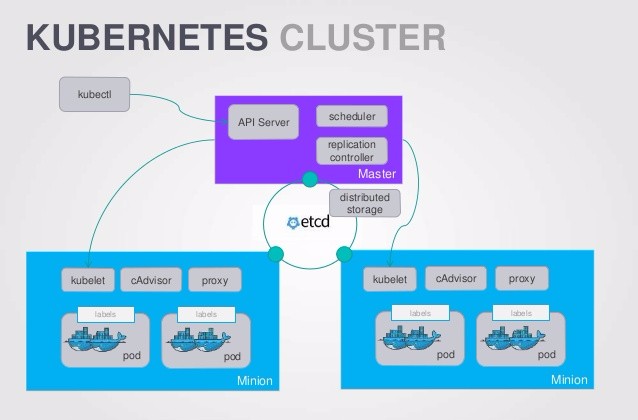 KUBERNETES CLUSTER
kubectl
API Server
scheduler
replication
controller
Master
distributed
storage
etcd
kubelet
cAdvisor
proxy
labels
labels
pod
pod
Minion
kubelet
cAdvisor
proxy
labels
labels
pod
pod
Minion